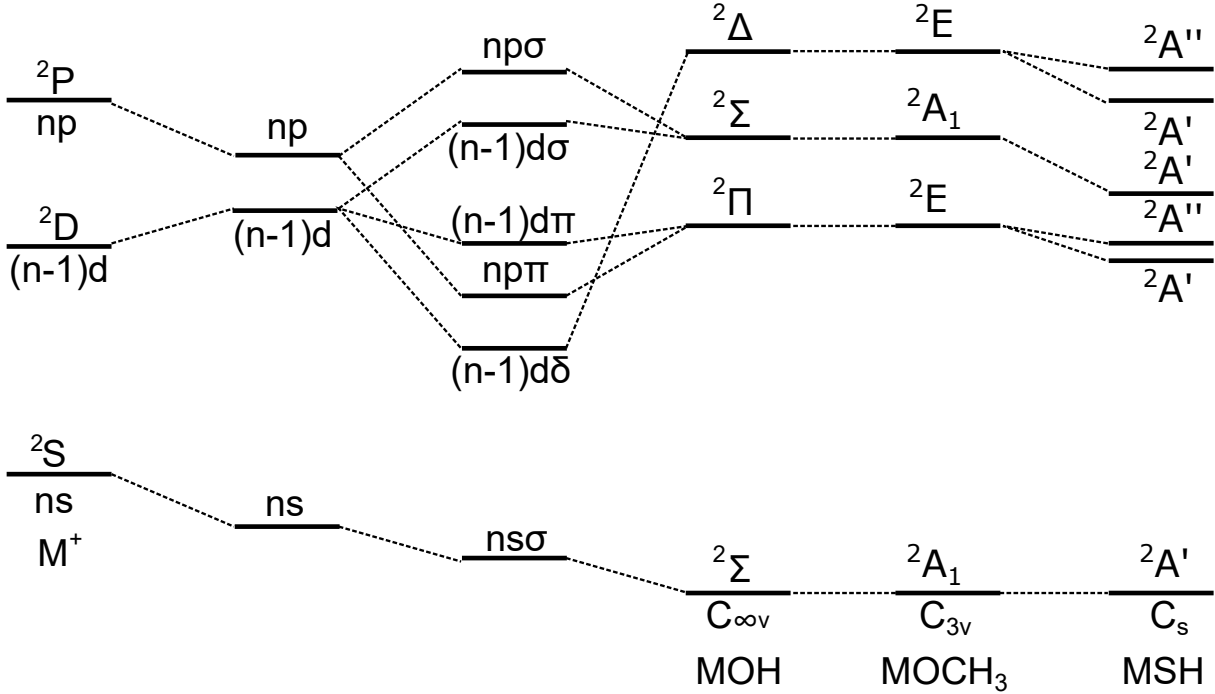 ²P
np
²D
(n-1)d
²S
ns
M⁺
np
(n-1)d
ns
npσ
(n-1)dσ
(n-1)dπ
npπ
(n-1)dδ
nsσ
²Δ
²Σ
²Π
²Σ
C∞v
MOH
²E
²A₁
²E
²A₁
C₃v
MOCH₃
²A''
²A'
²A'
²A''
²A'
²A'
Cₛ
MSH